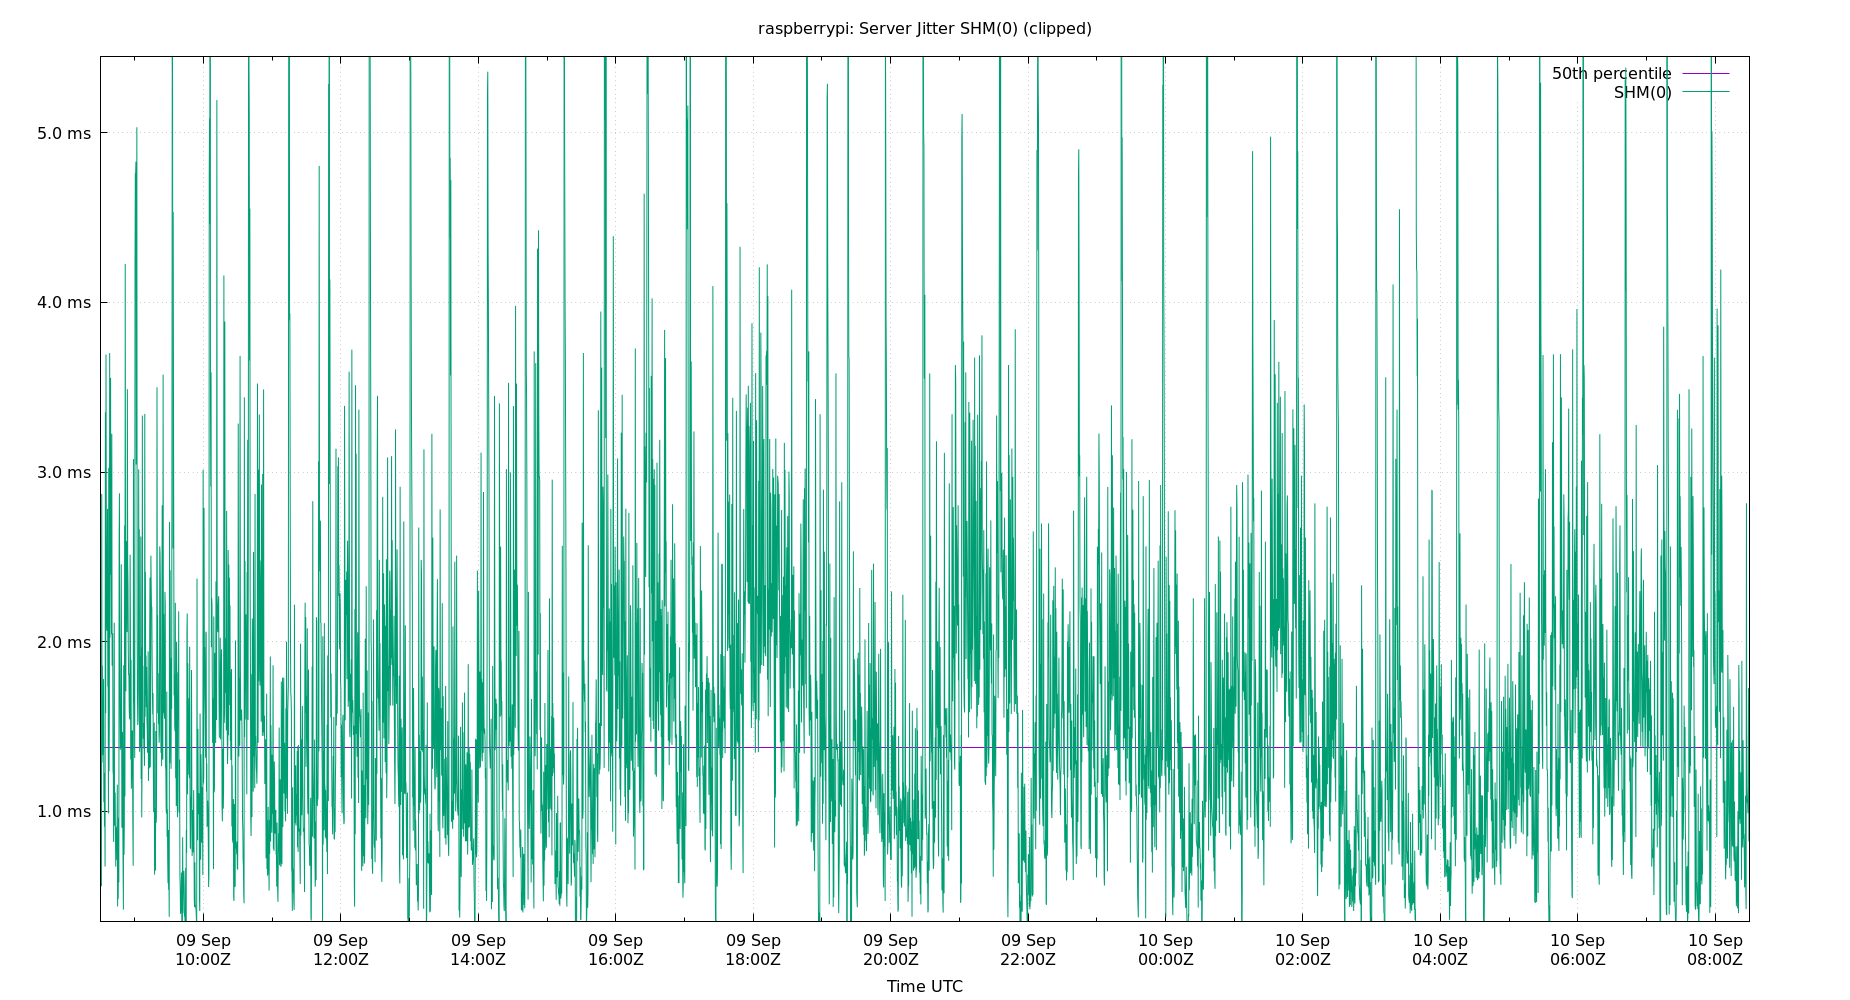 raspberrypi: Server Jitter SHM(0) (clipped)
50th percentile
SHM(0)
5.0 ms
4.0 ms
3.0 ms
2.0 ms
1.0 ms
09 Sep 09 Sep 09 Sep 09 Sep 09 Sep 09 Sep 09 Sep 10 Sep 10 Sep 10 Sep 10 Sep 10 Sep
10:00Z 12:00Z 14:00Z 16:00Z 18:00Z 20:00Z 22:00Z 00:00Z 02:00Z 04:00Z 06:00Z 08:00Z
Time UTC